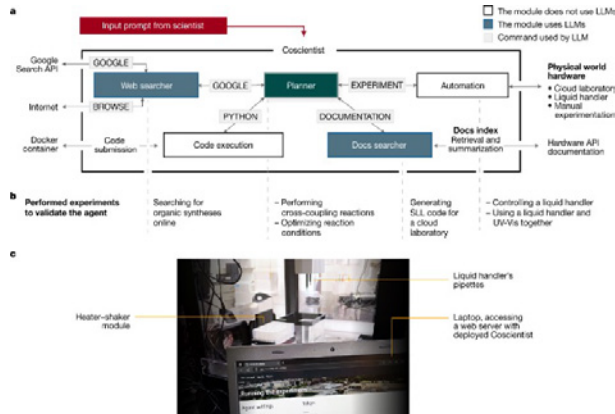 a
Input prompt from scientist
The module does not use LLMs
The module uses LLMs
Command used by LLM
Coscientist
Google
Search API
GOOGLE
Web searcher
GOOGLE
Planner
EXPERIMENT
Automation
Physical world
hardware
• Cloud laboratory
• Liquid handler
• Manual
experimentation
Internet
BROWSE
PYTHON
DOCUMENTATION
Docker
container
Code
submission
Code execution
Docs searcher
Docs index
Retrieval and
summarization
Hardware API
documentation
b
Performed experiments
to validate the agent
Searching for
organic syntheses
online
– Performing
cross-coupling reactions
– Optimizing reaction
conditions
Generating
SLL code for
a cloud
laboratory
– Controlling a liquid handler
– Using a liquid handler and
UV-Vis together
c
Heater–shaker
module
Liquid handler's
pipettes
Laptop, accessing
a web server with
deployed Coscientist
Running the experiment